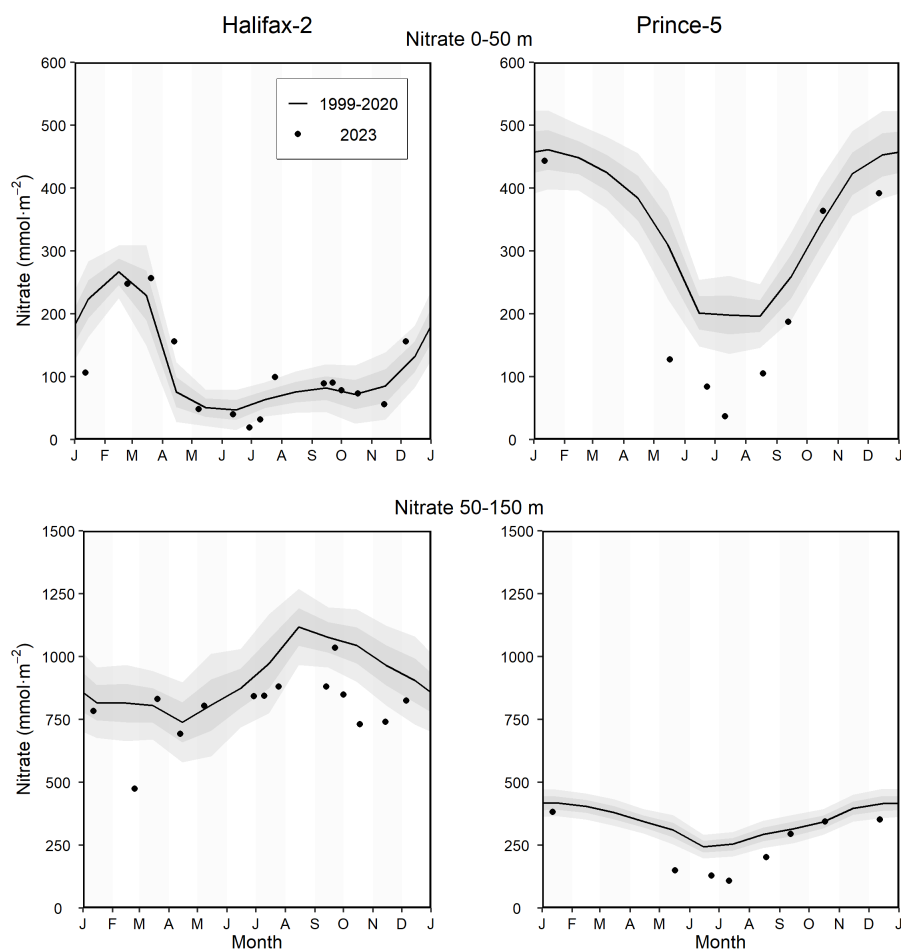 Halifax-2 Prince-5
Nitrate 0-50 m
Nitrate (mmol·m⁻²)
600
500
400
300
200
100
0
1999-2020
2023
J F M A M J J A S O N D J
600
500
400
300
200
100
0
J F M A M J J A S O N D J
Nitrate 50-150 m
Nitrate (mmol·m⁻²)
1500
1250
1000
750
500
250
0
J F M A M J J A S O N D J
Month
1500
1250
1000
750
500
250
0
J F M A M J J A S O N D J
Month